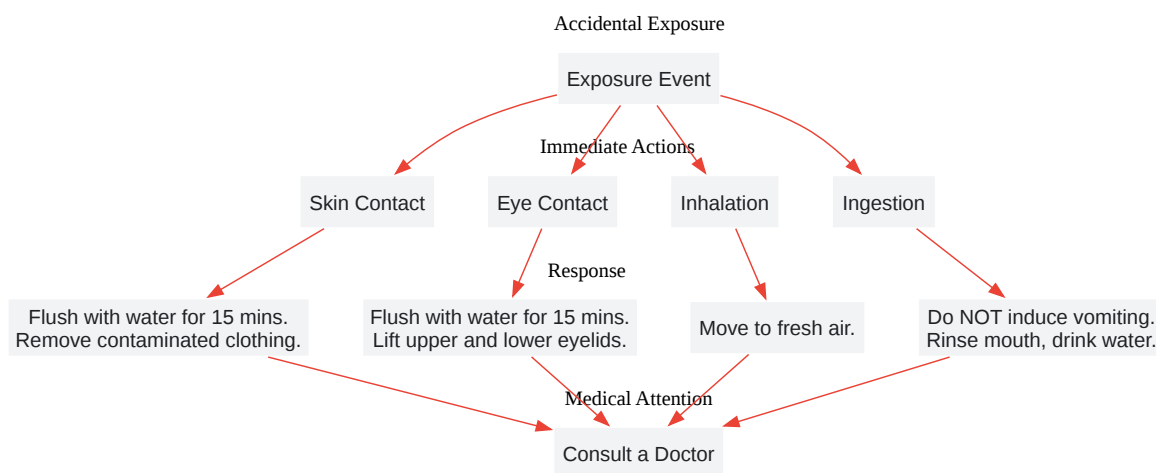 Accidental Exposure
Exposure Event
Immediate Actions
Skin Contact
Eye Contact
Inhalation
Ingestion
Response
Flush with water for 15 mins.
Remove contaminated clothing.
Flush with water for 15 mins.
Lift upper and lower eyelids.
Move to fresh air.
Do NOT induce vomiting.
Rinse mouth, drink water.
Medical Attention
Consult a Doctor